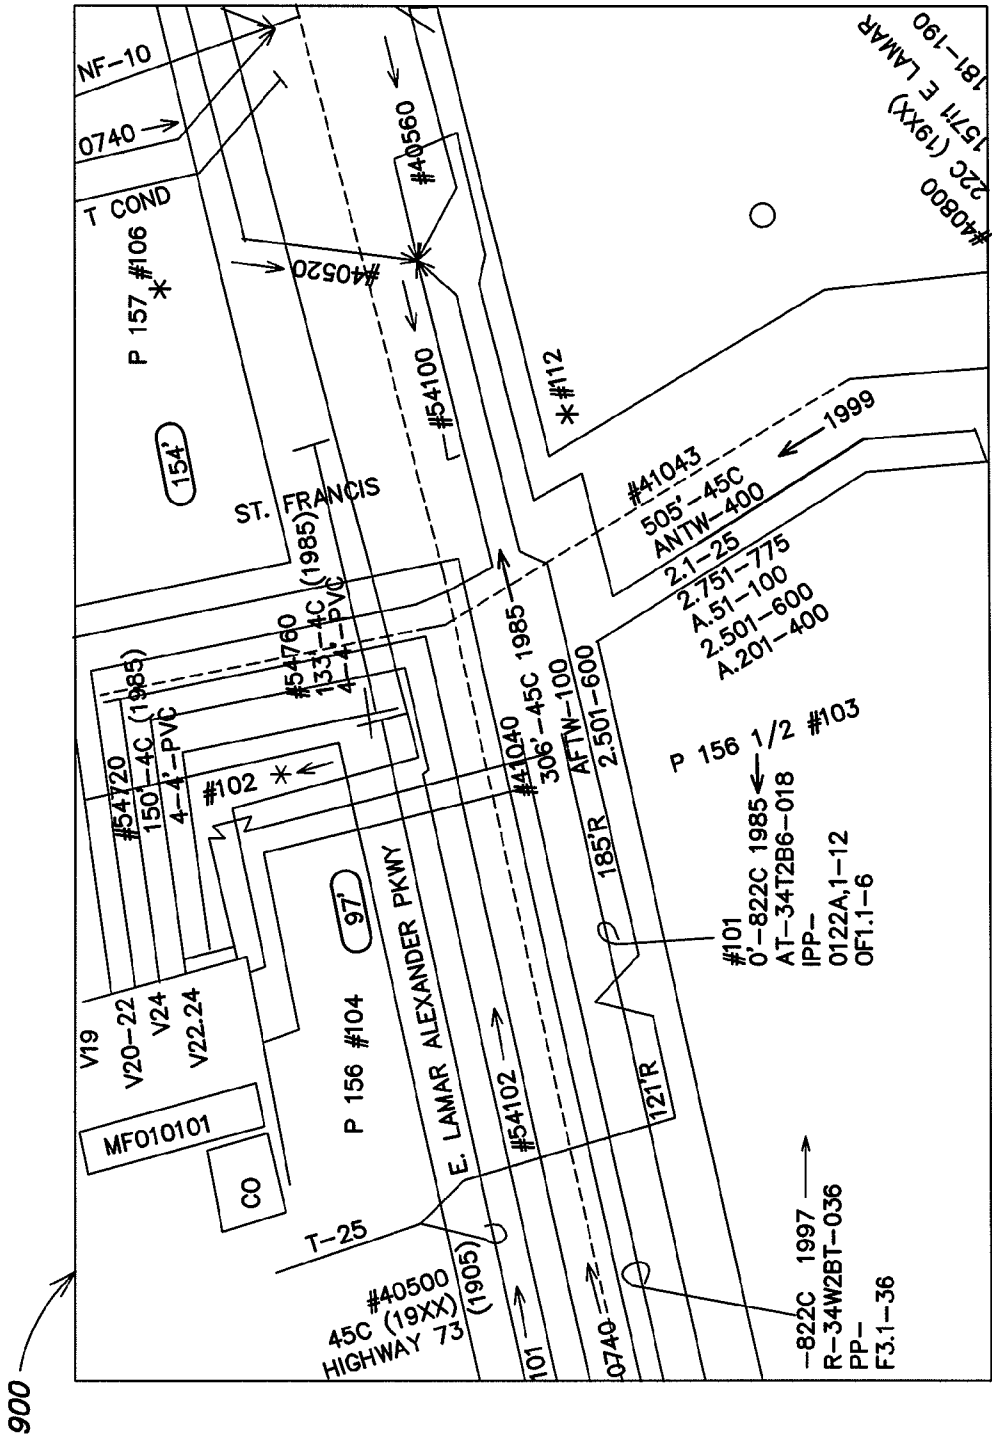 900
NF-10
0740
T COND
P 157 #106
154'
ST. FRANCIS
#40560
#40520
#54100
#112
181-190
1571 E LAMAR
22C (19XX)
#40800
1999
#41043
505'-45C
ANTW-400
2.1-25
2.751-775
A.51-100
2.501-600
A.201-400
#54760
133'-4C (1985)
4-4'-PVC
#54720
150'-4C (1985)
4-4'-PVC
#102
#41040
306'-45C 1985
AFTW-100
2.501-600
185'R
P 156 1/2 #103
#101
0'-822C 1985
AT-34T2B6-018
IPP-
0122A,1-12
OF1.1-6
V19
V20-22
V24
V22.24
MF010101
CO
97'
P 156 #104
E. LAMAR ALEXANDER PKWY
#54102
121'R
T-25
#40500
45C (19XX)
HIGHWAY 73 (1905)
101
0740
-822C 1997
R-34W2BT-036
PP-
F3.1-36